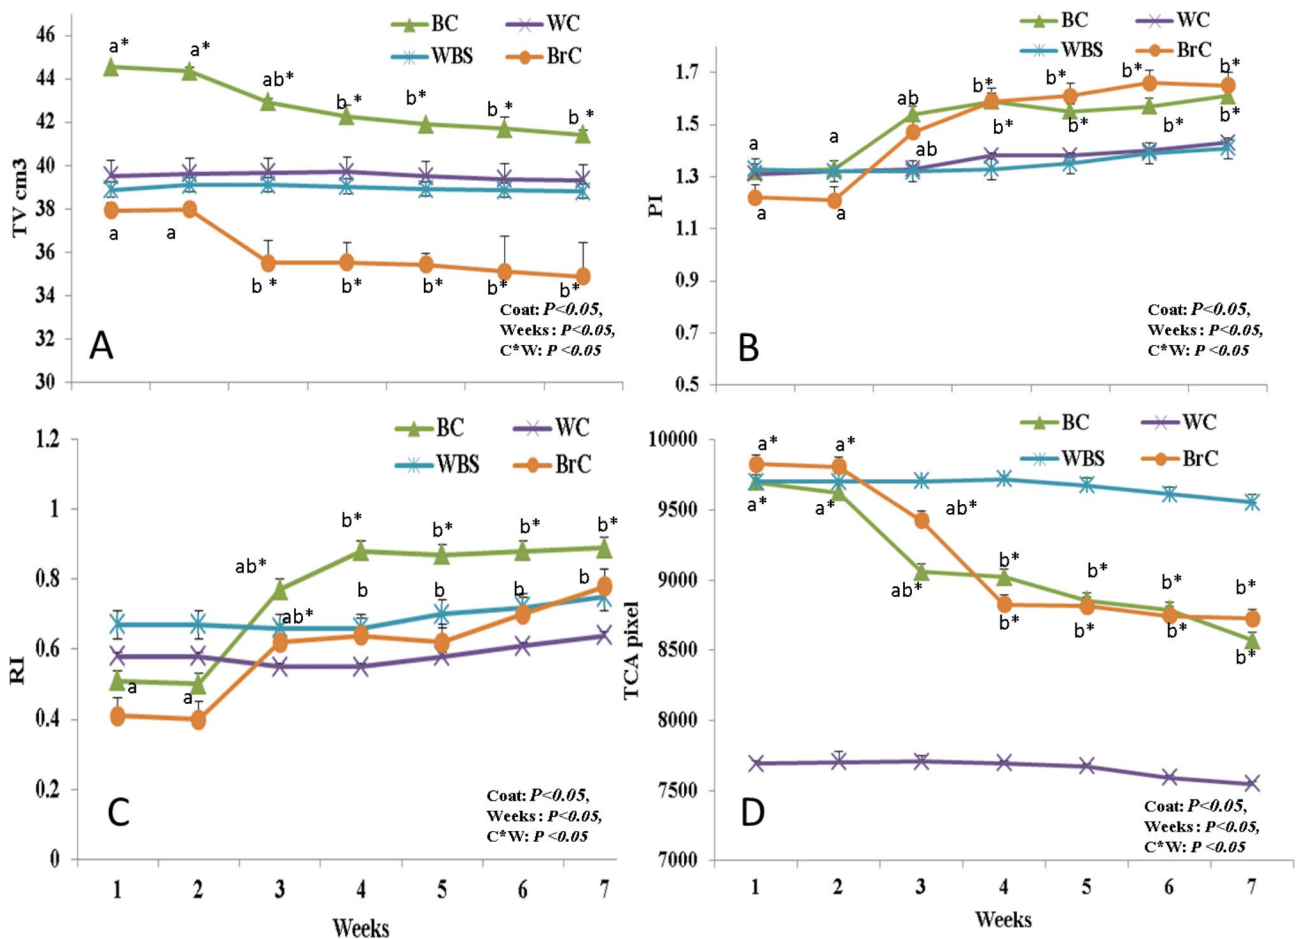 BC WC
WBS BrC
46
44
42
40
38
36
34
32
30
TV cm3
a* a* ab* b* b* b* b*
a a b* b* b* b* b*
Coat: P<0.05,
Weeks : P<0.05,
C*W: P <0.05
A
BC WC
WBS BrC
1.7
1.5
1.3
1.1
0.9
0.7
0.5
PI
a a ab b* b* b* b*
a a ab b* b* b* b*
Coat: P<0.05,
Weeks : P<0.05,
C*W: P <0.05
B
BC WC
WBS BrC
1.2
1
0.8
0.6
0.4
0.2
0
RI
ab* b* b* b* b*
a a ab* b b b b
Coat: P<0.05,
Weeks : P<0.05,
C*W: P <0.05
C
1 2 3 4 5 6 7
Weeks
BC WC
WBS BrC
10000
9500
9000
8500
8000
7500
7000
TCA pixel
a* a* ab* b* b* b* b*
a* a* ab* b* b* b* b*
Coat: P<0.05,
Weeks : P<0.05,
C*W: P <0.05
D
1 2 3 4 5 6 7
Weeks